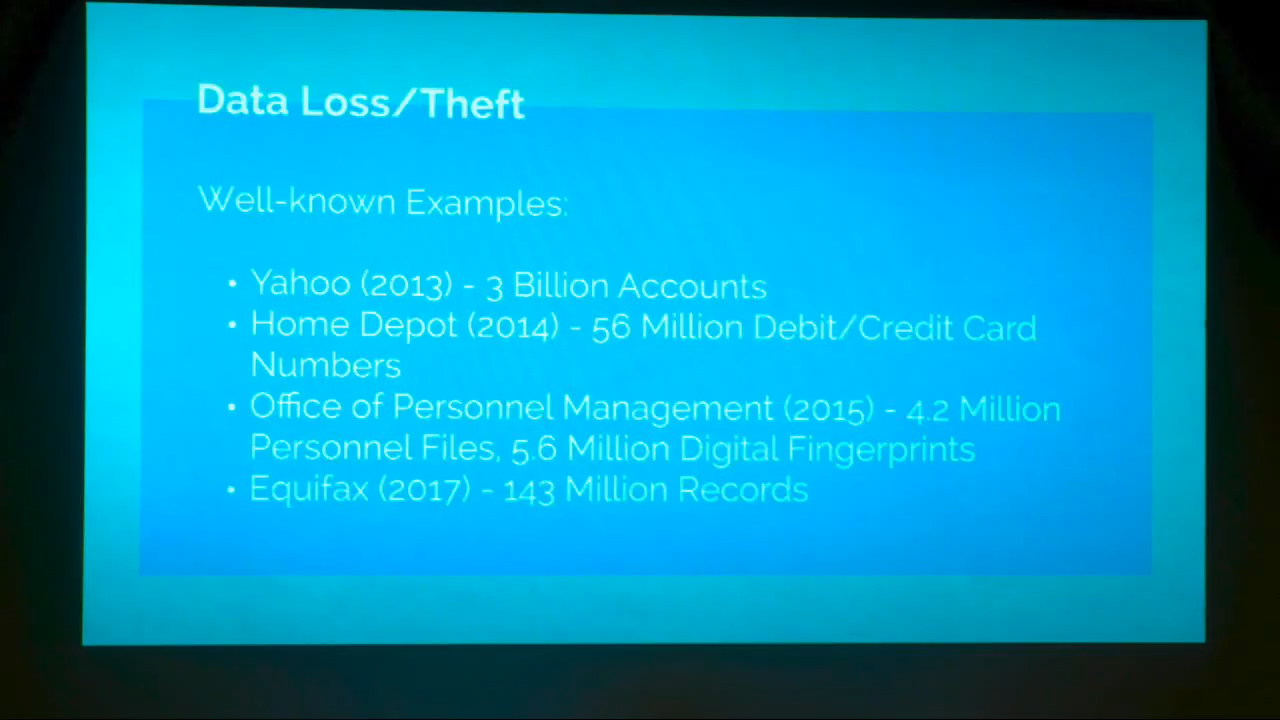 Data Loss/Theft
Well-known Examples:
• Yahoo (2013) - 3 Billion Accounts
• Home Depot (2014) - 56 Million Debit/Credit Card
Numbers
• Office of Personnel Management (2015) - 4.2 Million
Personnel Files, 5.6 Million Digital Fingerprints
• Equifax (2017) - 143 Million Records